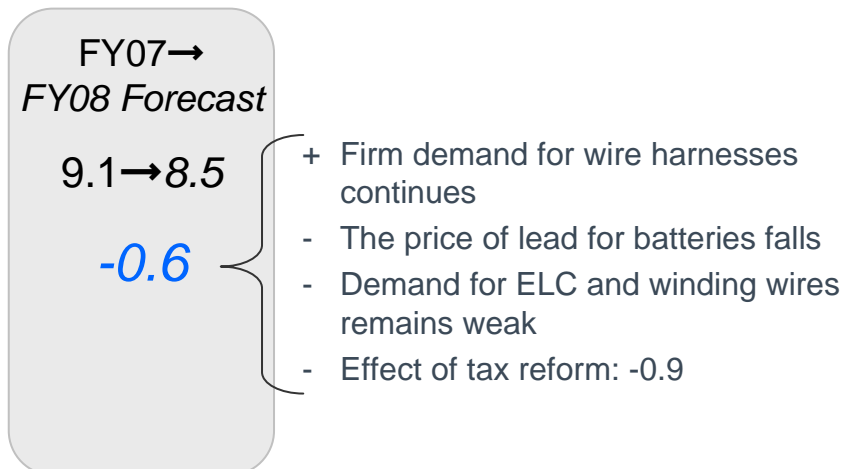 FY07→
FY08 Forecast
9.1→8.5
-0.6
+ Firm demand for wire harnesses
continues
- The price of lead for batteries falls
- Demand for ELC and winding wires
remains weak
- Effect of tax reform: -0.9